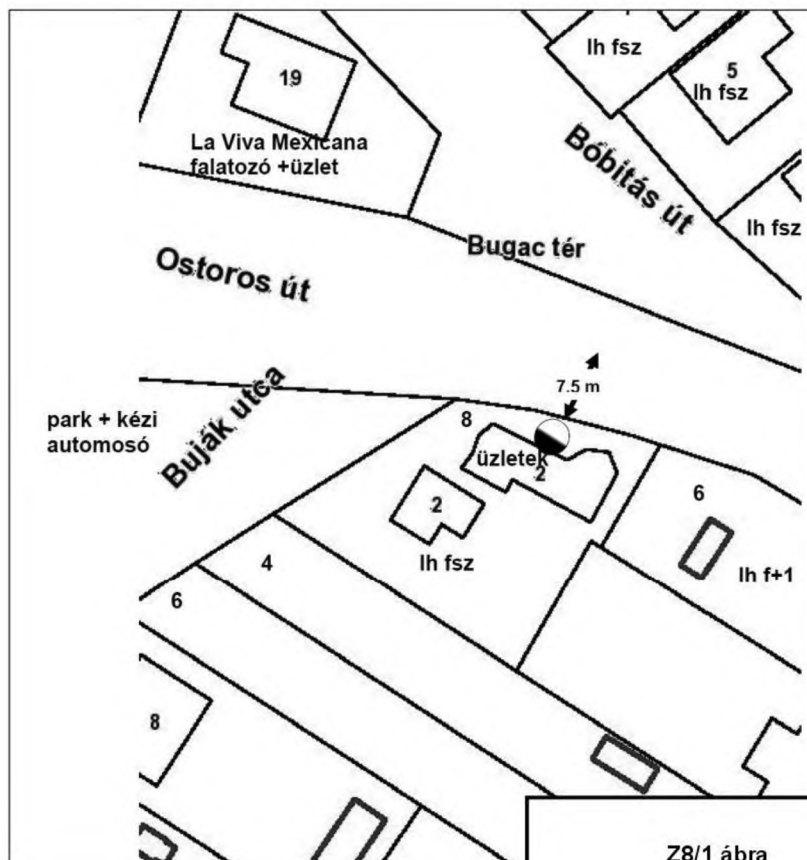 lh fsz
5
lh fsz
19
La Viva Mexicana
falatozó +üzlet
Bóbitás út
lh fsz
Bugac tér
Ostoros út
7.5 m
Buják utca
park + kézi
automosó
8
üzletek
2
6
2
lh fsz
lh f+1
4
6
8
Z8/1 ábra